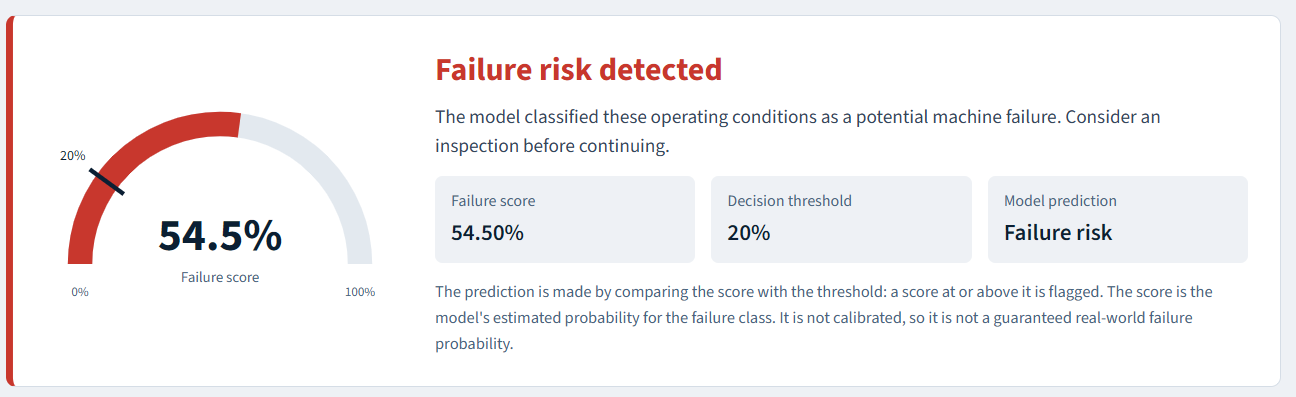 Failure risk detected
The model classified these operating conditions as a potential machine failure. Consider an
inspection before continuing.
20%
54.5%
Failure score
0%
100%
Failure score
54.50%
Decision threshold
20%
Model prediction
Failure risk
The prediction is made by comparing the score with the threshold: a score at or above it is flagged. The score is the
model's estimated probability for the failure class. It is not calibrated, so it is not a guaranteed real-world failure
probability.